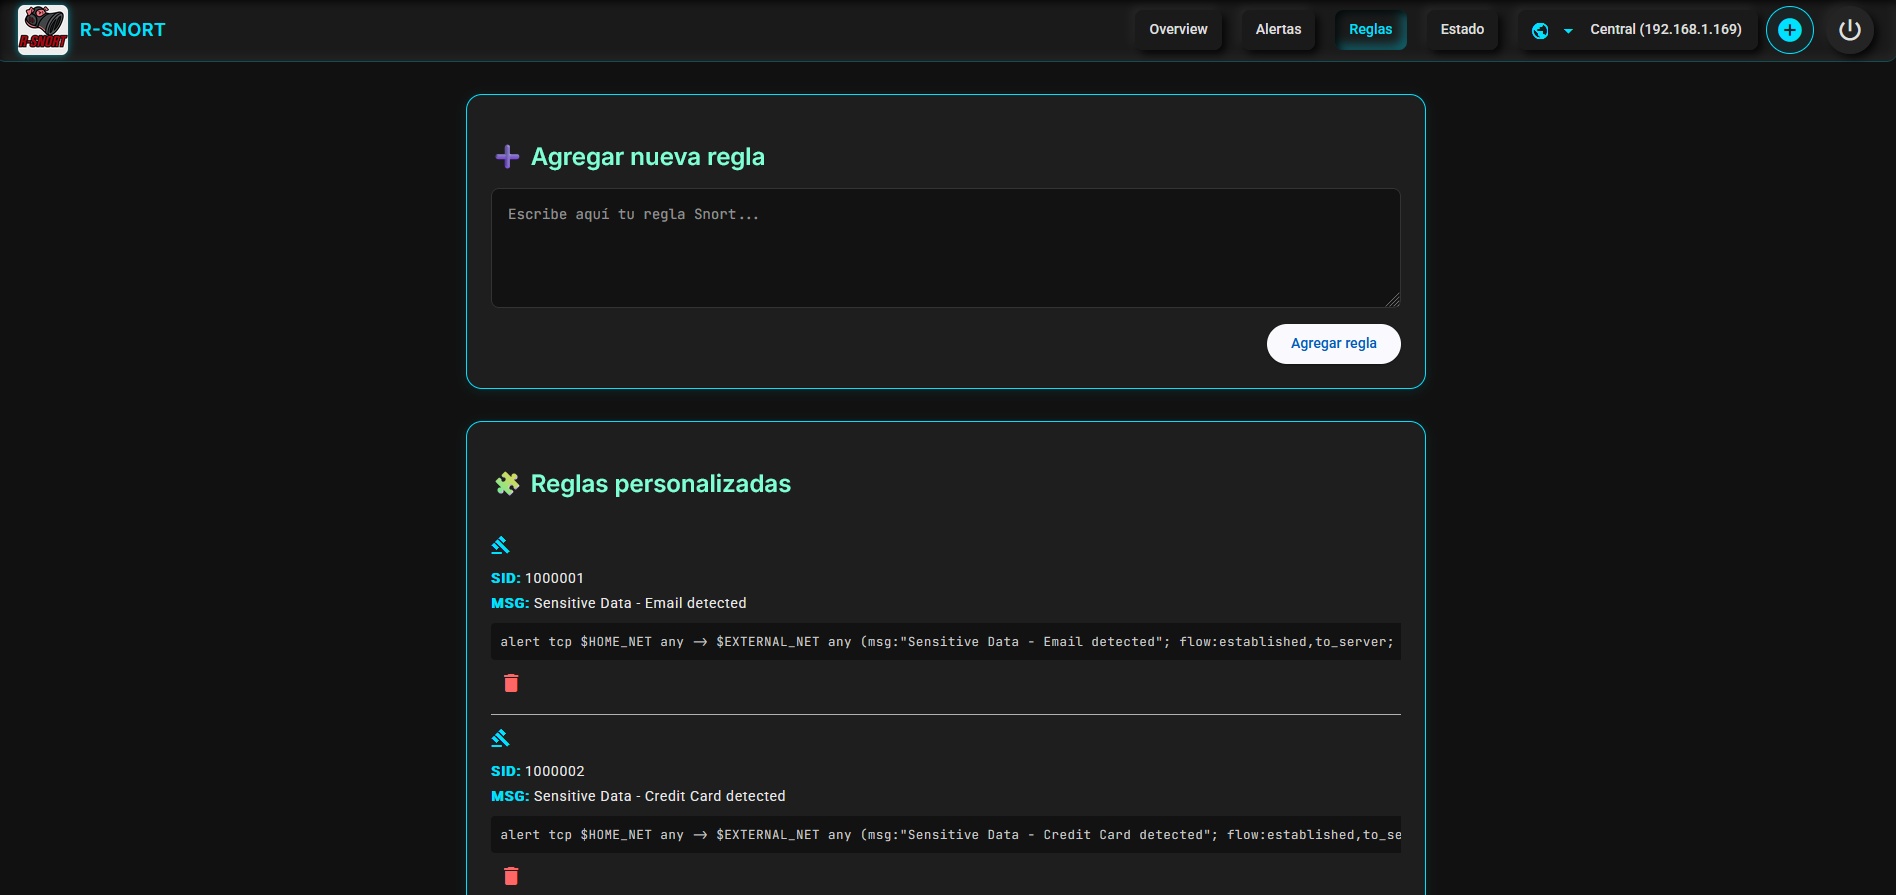 R-SNORT
R-SNORT
Overview
Alertas
Reglas
Estado
Central (192.168.1.169)
Agregar nueva regla
Escribe aquí tu regla Snort...
Agregar regla
Reglas personalizadas
SID: 1000001
MSG: Sensitive Data - Email detected
alert tcp $HOME_NET any -> $EXTERNAL_NET any (msg:"Sensitive Data - Email detected"; flow:established,to_server;
SID: 1000002
MSG: Sensitive Data - Credit Card detected
alert tcp $HOME_NET any -> $EXTERNAL_NET any (msg:"Sensitive Data - Credit Card detected"; flow:established,to_se